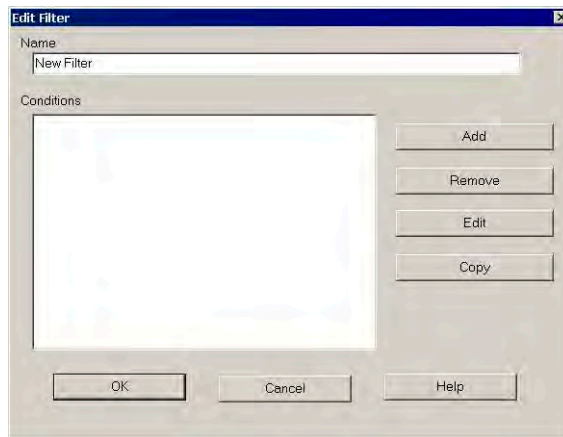 Edit Filter
Name
New Filter
Conditions
Add
Remove
Edit
Copy
OK
Cancel
Help